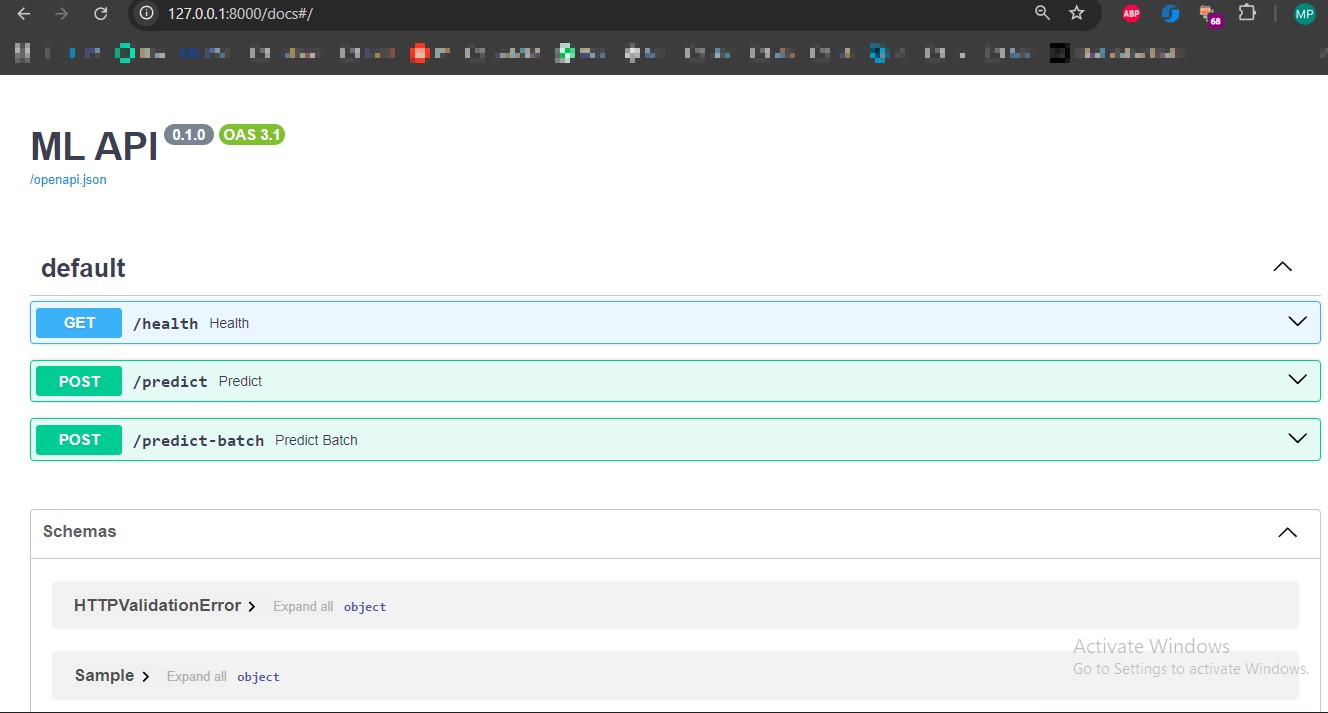 127.0.0.1:8000/docs#/
ABP
68
MP
ML API 0.1.0 OAS 3.1
/openapi.json
default
GET /health Health
POST /predict Predict
POST /predict-batch Predict Batch
Schemas
HTTPValidationError Expand all object
Sample Expand all object
Activate Windows
Go to Settings to activate Windows.